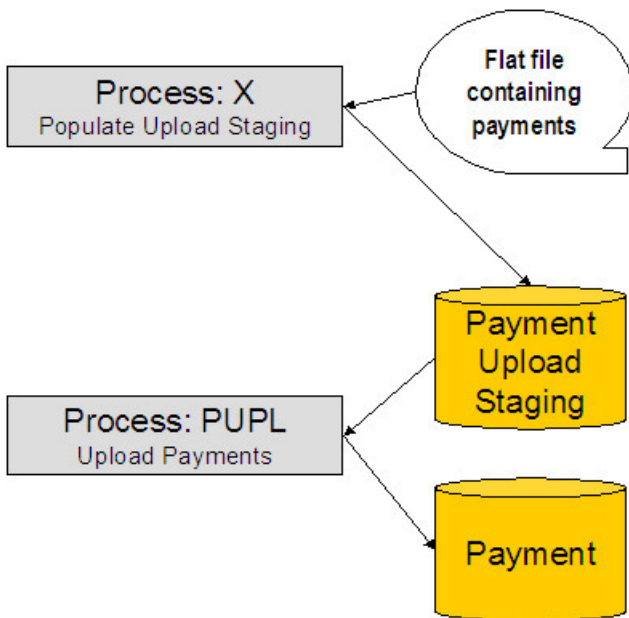 Process: X
Populate Upload Staging
Flat file
containing
payments
Payment
Upload
Staging
Process: PUPL
Upload Payments
Payment